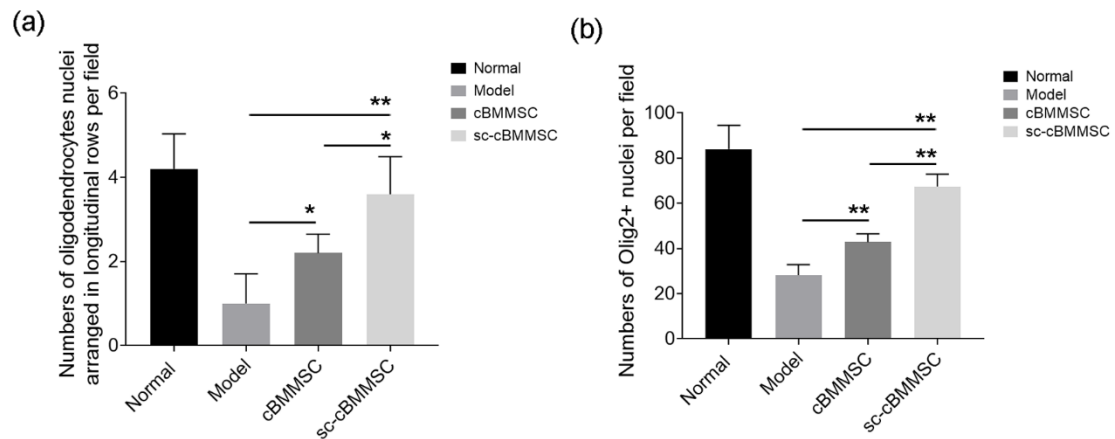 (a)
Numbers of oligodendrocytes nuclei
arranged in longitudinal rows per field
6
4
2
0
**
*
*
Normal
Model
cBMMSC
sc-cBMMSC
Normal
Model
cBMMSC
sc-cBMMSC
(b)
Numbers of Olig2+ nuclei per field
100
80
60
40
20
0
**
**
**
Normal
Model
cBMMSC
sc-cBMMSC
Normal
Model
cBMMSC
sc-cBMMSC